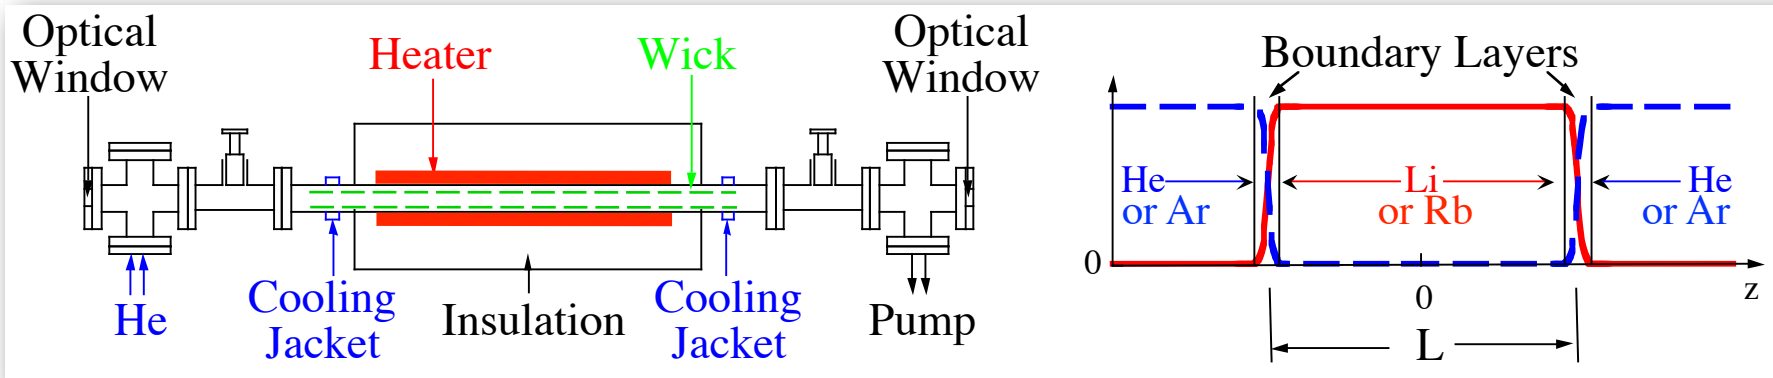 Optical
Window
Heater
Wick
Optical
Window
He
Cooling
Jacket
Insulation
Cooling
Jacket
Pump
Boundary Layers
He
or Ar
Li
or Rb
He
or Ar
0
0
z
L